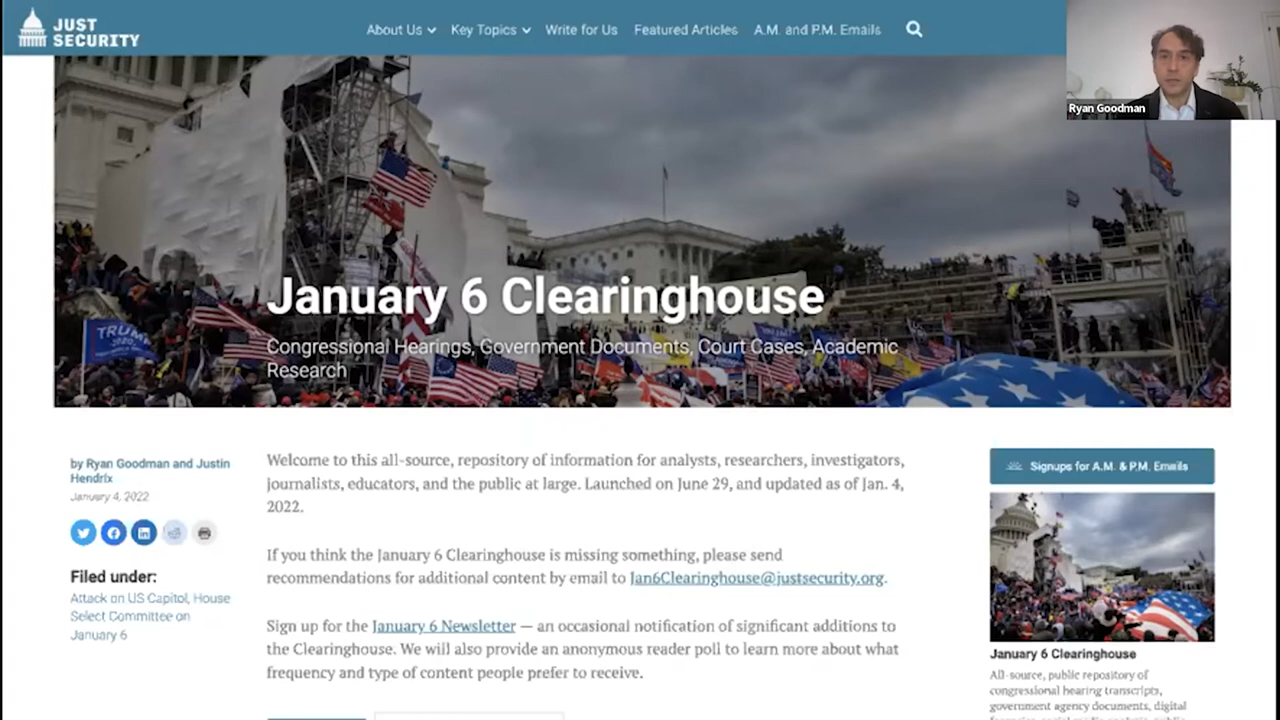 JUST
SECURITY
About Us
Key Topics
Write for Us
Featured Articles
A.M. and P.M. Emails
Ryan Goodman
TRUMP
2020
January 6 Clearinghouse
Congressional Hearings, Government Documents, Court Cases, Academic
Research
by Ryan Goodman and Justin
Hendrix
January 4, 2022
Filed under:
Attack on US Capitol, House
Select Committee on
January 6
Welcome to this all-source, repository of information for analysts, researchers, investigators,
journalists, educators, and the public at large. Launched on June 29, and updated as of Jan. 4,
2022.
If you think the January 6 Clearinghouse is missing something, please send
recommendations for additional content by email to Jan6Clearinghouse@justsecurity.org.
Sign up for the January 6 Newsletter — an occasional notification of significant additions to
the Clearinghouse. We will also provide an anonymous reader poll to learn more about what
frequency and type of content people prefer to receive.
Signups for A.M. & P.M. Emails
January 6 Clearinghouse
All-source, public repository of
congressional hearing transcripts,
government agency documents, digital